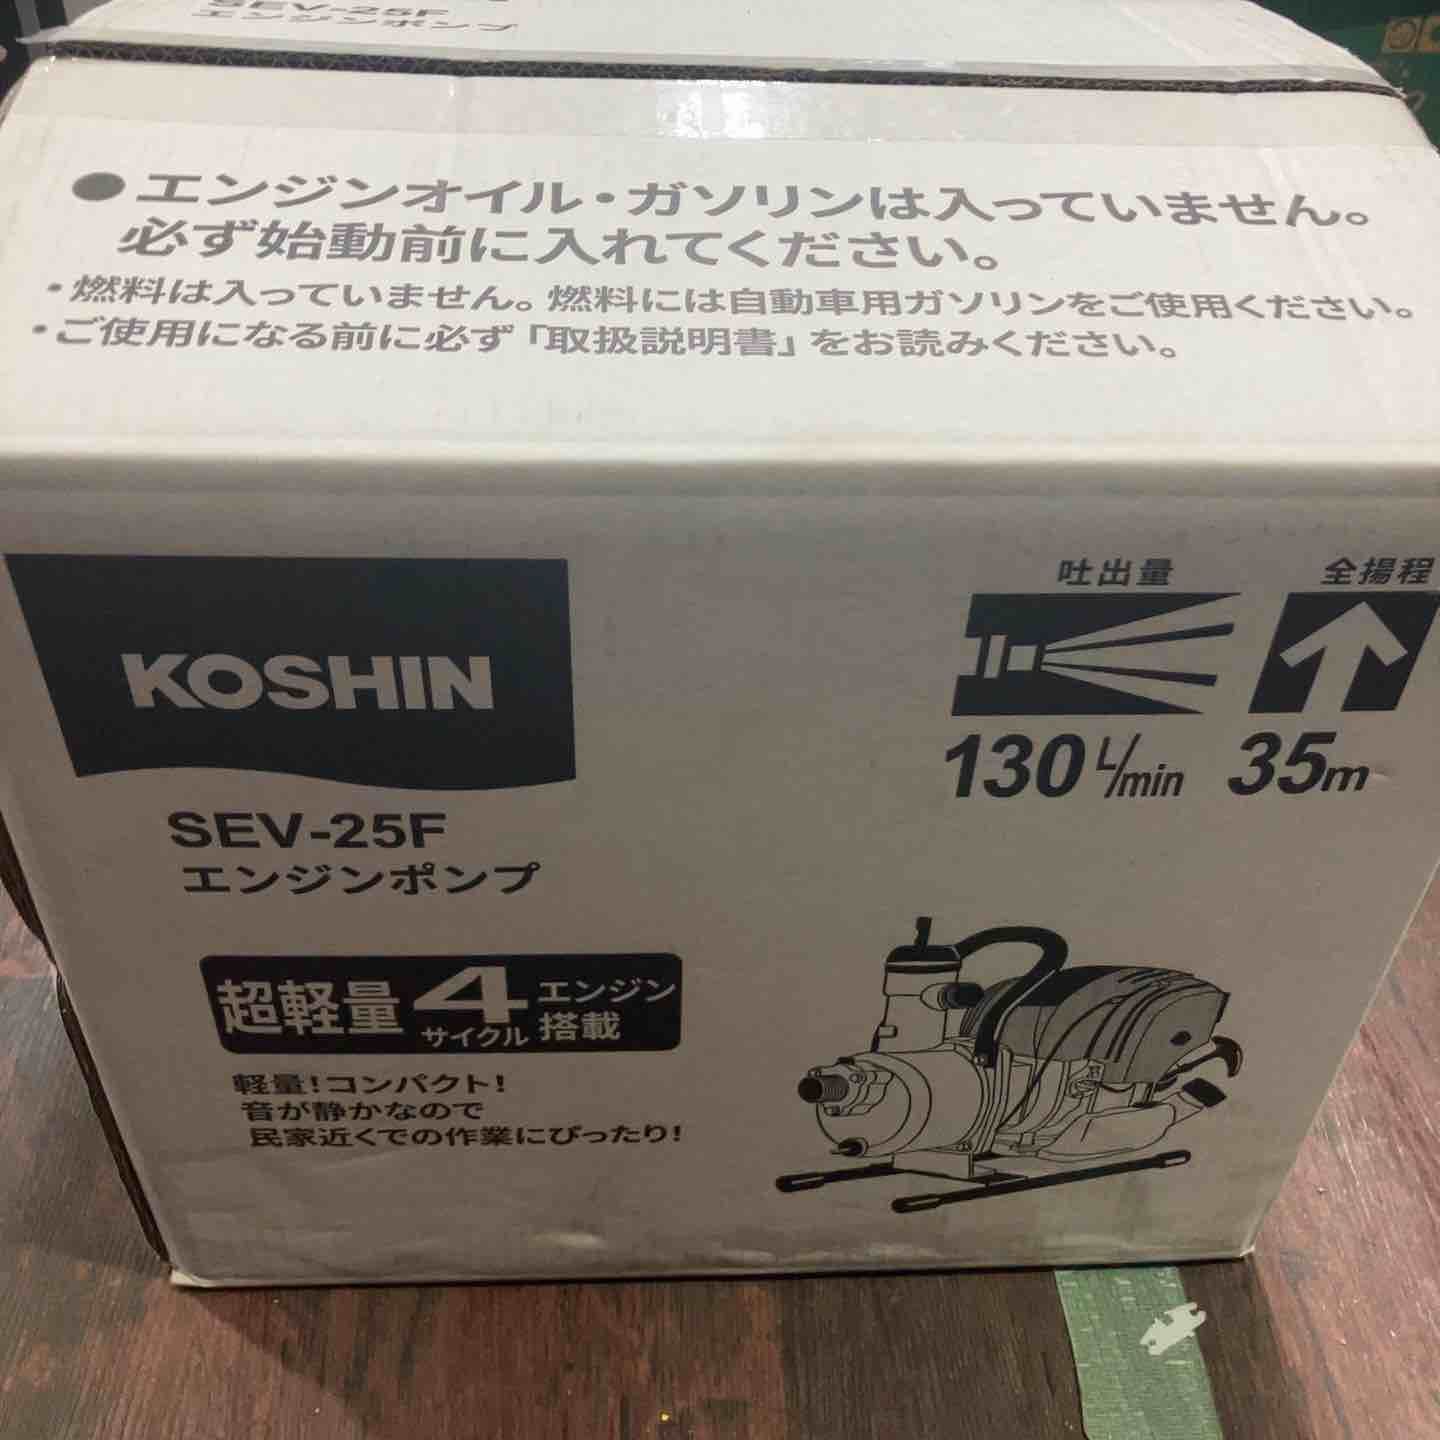 SEV-25F
エンジンポンプ
●エンジンオイル・ガソリンは入っていません。
必ず始動前に入れてください。
・燃料は入っていません。燃料には自動車用ガソリンをご使用ください。
・ご使用になる前に必ず「取扱説明書」をお読みください。
KOSHIN
吐出量
全揚程
130 L/min
35m
SEV-25F
エンジンポンプ
超軽量4サイクルエンジン搭載
軽量!コンパクト!
音が静かなので
民家近くでの作業にぴったり!